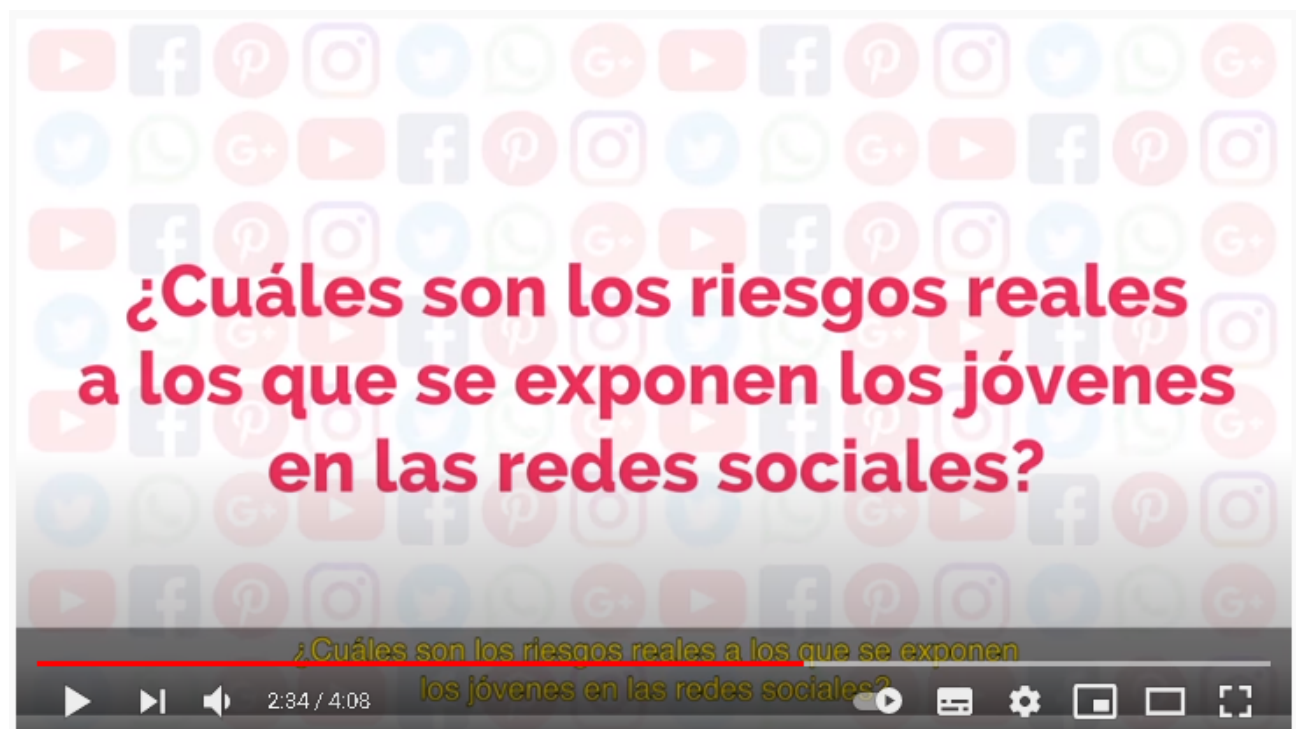 ¿Cuáles son los riesgos reales
a los que se exponen los jóvenes
en las redes sociales?
¿Cuáles son los riesgos reales a los que se exponen
los jóvenes en las redes sociales?
2:34 / 4:08